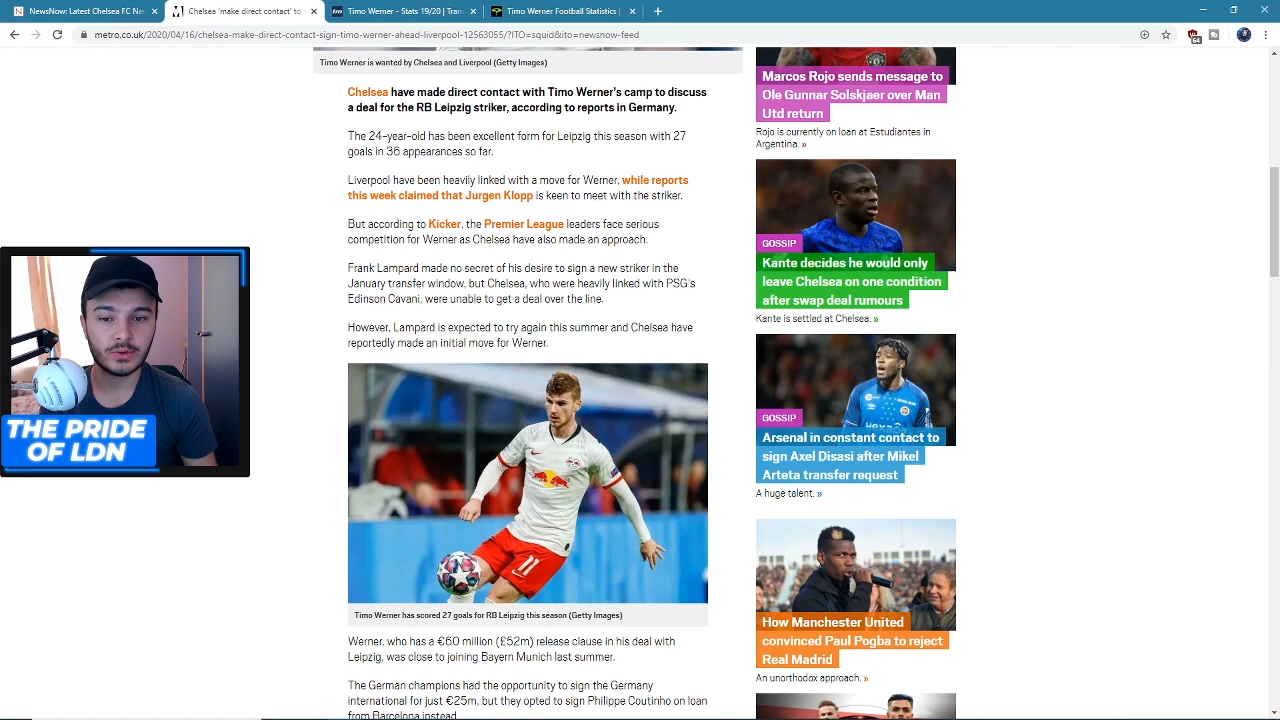 NewsNow: Latest Chelsea FC News
Chelsea 'make direct contact' to
Timo Werner - Stats 19/20 | Tran
Timo Werner Football Statistics |
metro.co.uk/2020/04/16/chelsea-make-direct-contact-sign-timo-werner-ahead-liverpool-12563055/?ITO=squid&ito=newsnow-feed
64
Timo Werner is wanted by Chelsea and Liverpool (Getty Images)
Chelsea have made direct contact with Timo Werner's camp to discuss
a deal for the RB Leipzig striker, according to reports in Germany.
The 24-year-old has been excellent form for Leipzig this season with 27
goals in 36 appearances so far.
Liverpool have been heavily linked with a move for Werner, while reports
this week claimed that Jurgen Klopp is keen to meet with the striker.
But according to Kicker, the Premier League leaders face serious
competition for Werner as Chelsea have also made an approach.
Frank Lampard made no secret of his desire to sign a new striker in the
January transfer window, but Chelsea, who were heavily linked with PSG's
Edinson Cavani, were unable to get a deal over the line.
However, Lampard is expected to try again this summer and Chelsea have
reportedly made an initial move for Werner.
11
Timo Werner has scored 27 goals for RB Leipzig this season (Getty Images)
Werner, who has a €60 million (£52m) release clause in his deal with
Leipzig, was close to joining Bayern Munich last summer.
The German champions had the opportunity to sign the Germany
international for just €25m, but they opted to sign Philippe Coutinho on loan
from Barcelona instead.
Marcos Rojo sends message to
Ole Gunnar Solskjaer over Man
Utd return
Rojo is currently on loan at Estudiantes in
Argentina. »
GOSSIP
Kante decides he would only
leave Chelsea on one condition
after swap deal rumours
Kante is settled at Chelsea. »
GOSSIP
Arsenal in constant contact to
sign Axel Disasi after Mikel
Arteta transfer request
A huge talent. »
How Manchester United
convinced Paul Pogba to reject
Real Madrid
An unorthodox approach. »
THE PRIDE
OF LDN